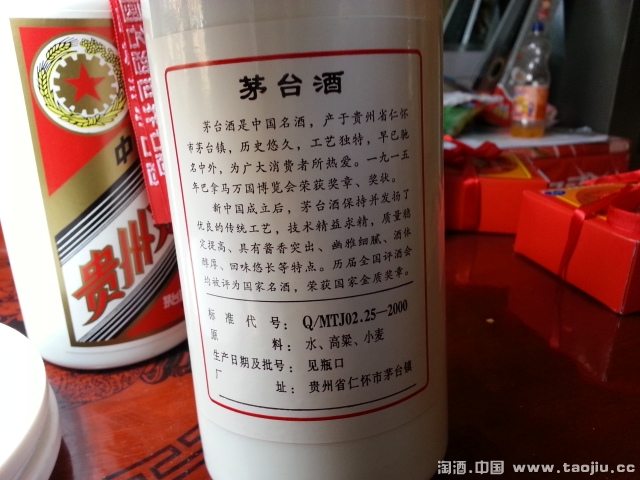 茅台酒
茅台酒是中国名酒，产于贵州省仁怀
市茅台镇，历史悠久，工艺独特，早已驰
名中外，为广大消费者所热爱。一九一五
年巴拿马万国博览会荣获奖章、奖状。
新中国成立后，茅台酒保持并发扬了
优良的传统工艺，技术精益求精，质量稳
定提高、具有酱香突出、幽雅细腻、酒体
醇厚、回味悠长等特点。历届全国评酒会
均被评为国家名酒，荣获国家金质奖章。
标准代号：Q/MTJ02.25—2000
原料：水、高粱、小麦
生产日期及批号：见瓶口
厂址：贵州省仁怀市茅台镇
中
贵州
淘酒.中国 www.taojiu.cc